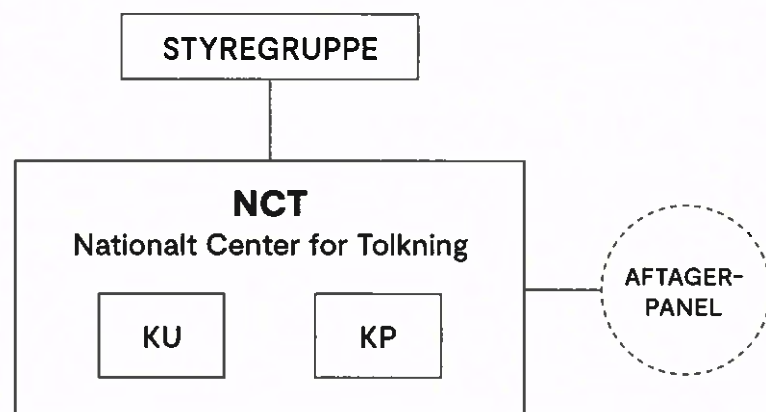 STYREGRUPPE
NCT
Nationalt Center for Tolkning
KU
KP
AFTAGER-
PANEL